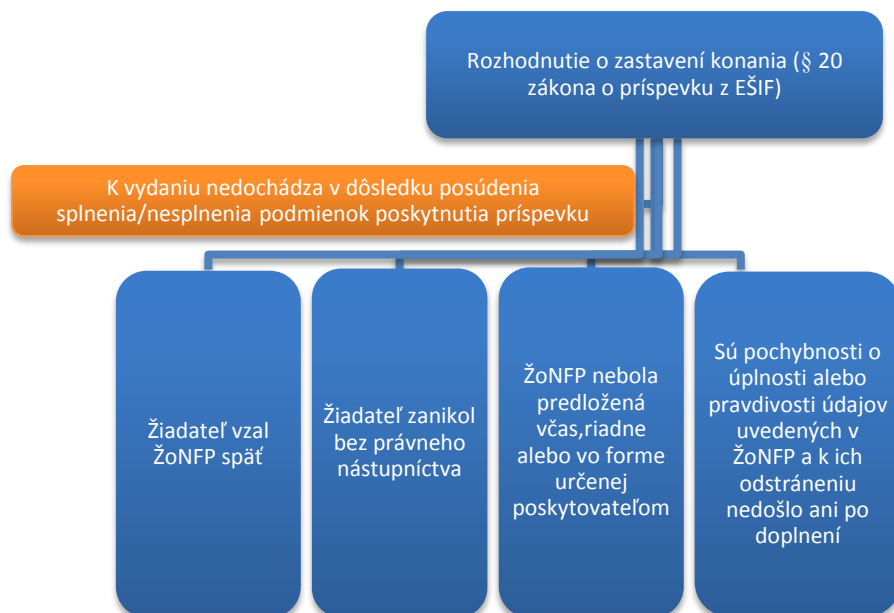 Rozhodnutie o zastavení konania (§ 20
zákona o príspevku z EŠIF)
K vydaniu nedochádza v dôsledku posúdenia
splnenia/nesplnenia podmienok poskytnutia príspevku
Žiadateľ vzal
ŽoNFP späť
Žiadateľ zanikol
bez právneho
nástupníctva
ŽoNFP nebola
predložená
včas,riadne
alebo vo forme
určenej
poskytovateľom
Sú pochybnosti o
úplnosti alebo
pravdivosti údajov
uvedených v
ŽoNFP a k ich
odstráneniu
nedošlo ani po
doplnení